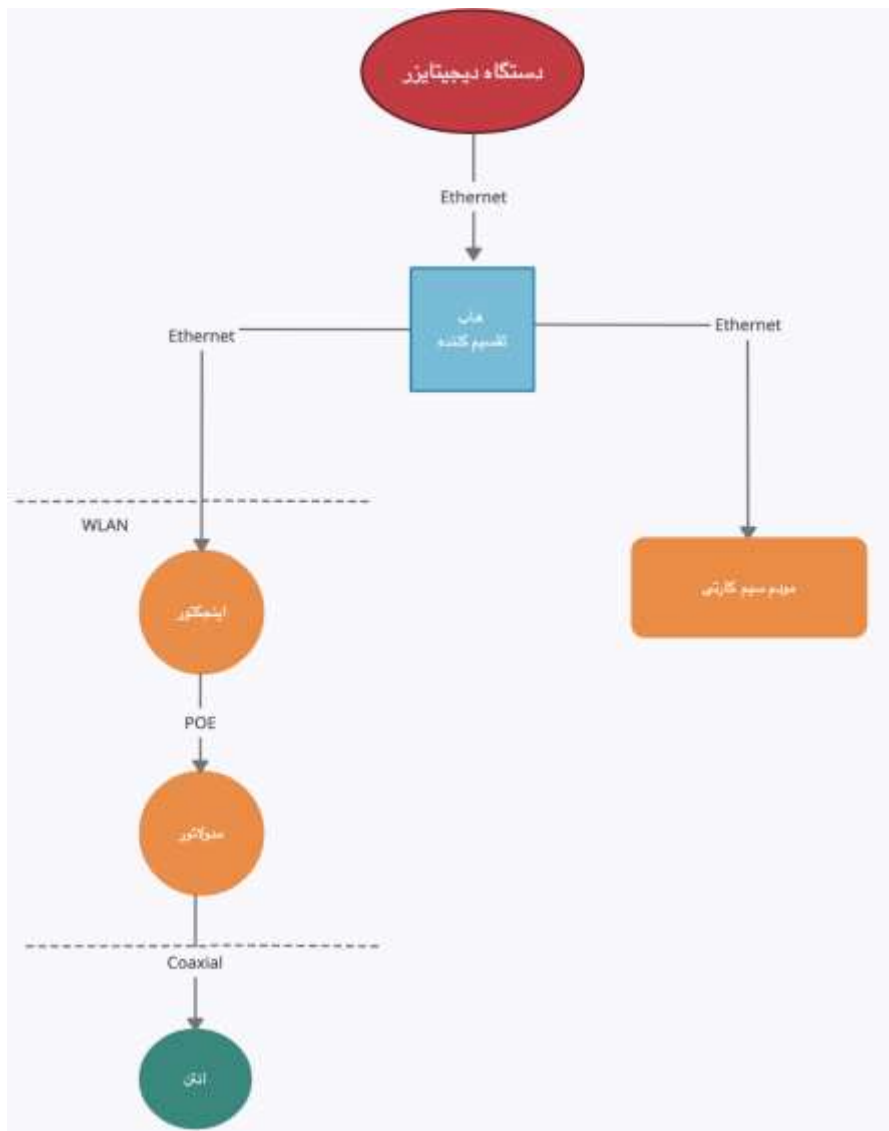 دستگاه دیجیتایزر
Ethernet
هاب
تقسیم کننده
Ethernet
Ethernet
WLAN
اینجکتور
مودم سیم کارتی
POE
مدولاتور
Coaxial
آنتن